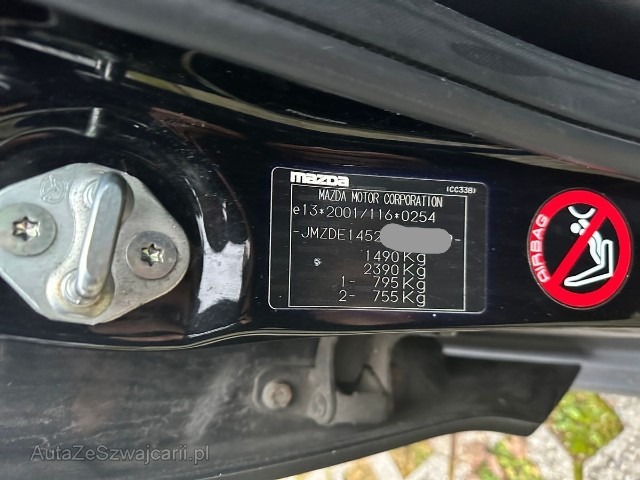 mazda
(CC33B)
MAZDA MOTOR CORPORATION
e13*2001/116*0254
-JMZDE1452 -
1490 Kg
2390 Kg
1- 795 Kg
2- 755 Kg
AIRBAG
AutaZeSzwajcarii.pl